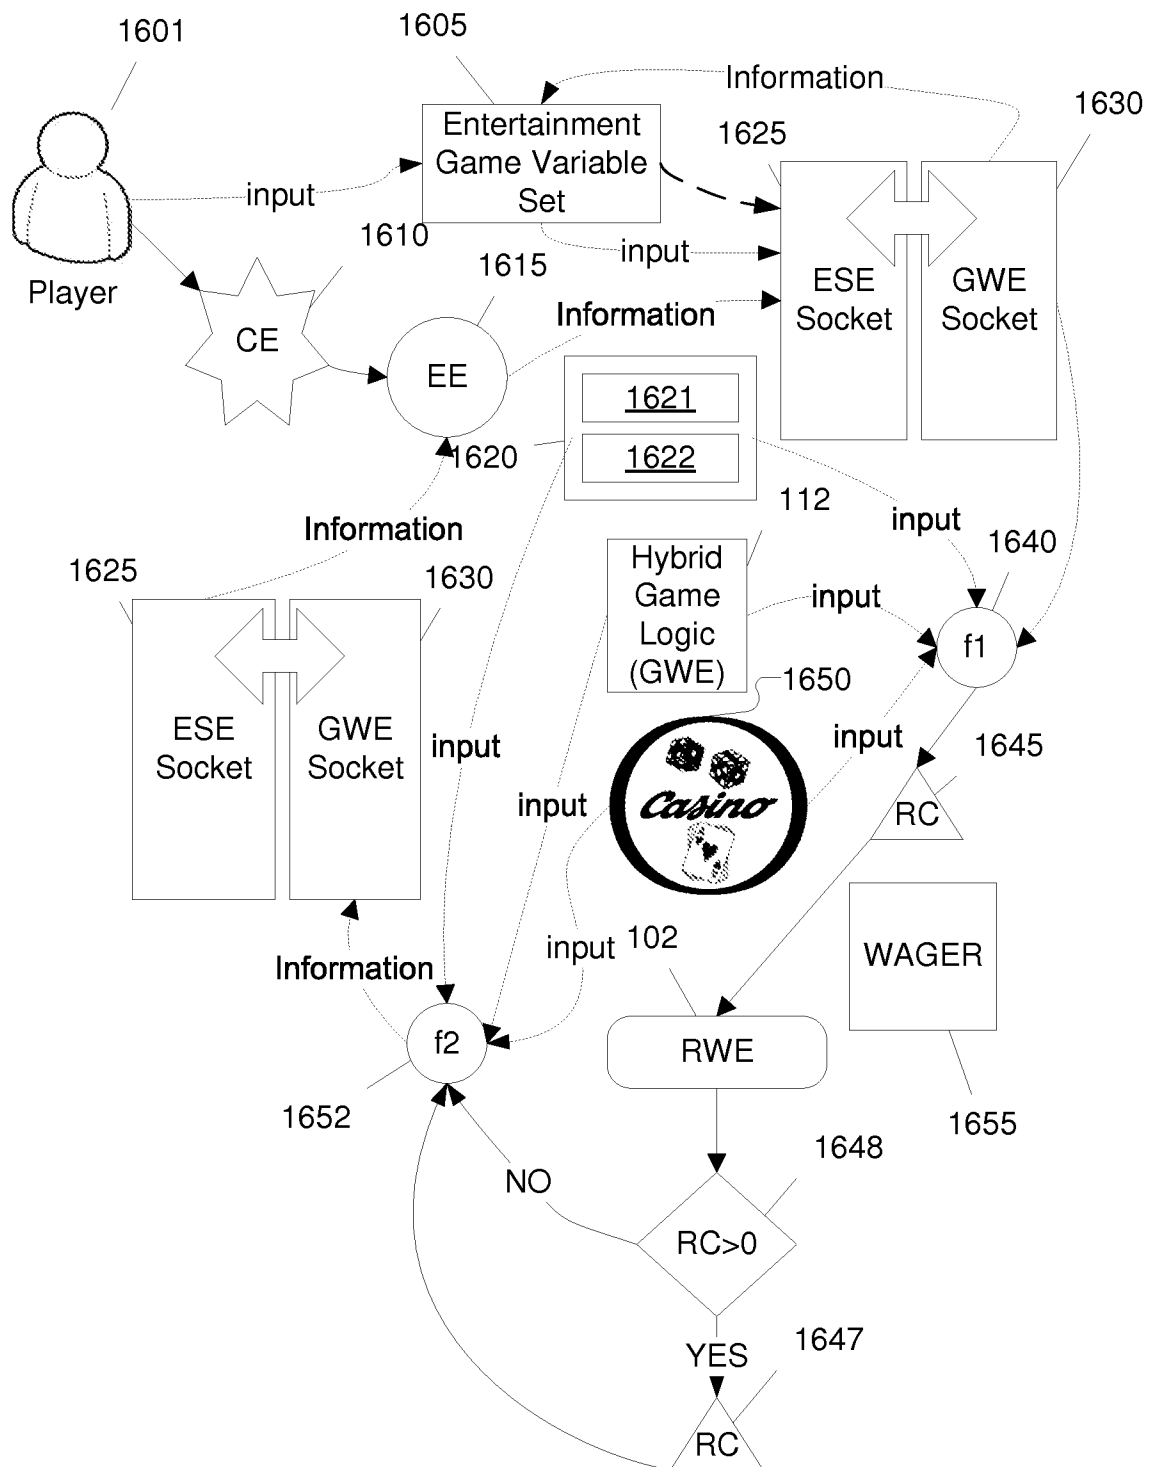 1601
1605
Information
1630
Entertainment
Game Variable
Set
1625
input
1610
input
1615
Player
ESE
Socket
GWE
Socket
Information
CE
EE
1621
1620
1622
112
Information
input
1640
1625
1630
Hybrid
Game
Logic
(GWE)
input
f1
1650
ESE
Socket
GWE
Socket
input
input
1645
input
Casino
RC
input
102
WAGER
Information
f2
RWE
1652
1655
1648
NO
RC>0
1647
YES
RC